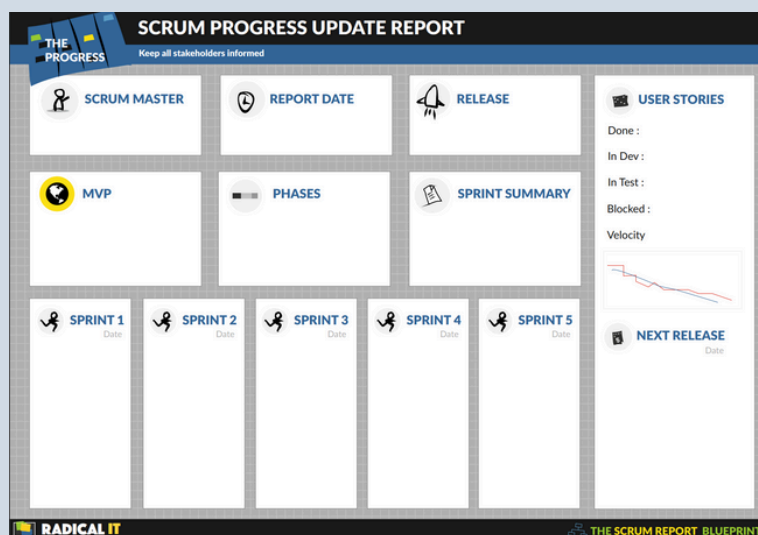 THE
PROGRESS
SCRUM PROGRESS UPDATE REPORT
Keep all stakeholders informed
SCRUM MASTER
REPORT DATE
RELEASE
MVP
PHASES
SPRINT SUMMARY
SPRINT 1
Date
SPRINT 2
Date
SPRINT 3
Date
SPRINT 4
Date
SPRINT 5
Date
USER STORIES
Done :
In Dev :
In Test :
Blocked :
Velocity
NEXT RELEASE
Date
RADICAL IT
THE SCRUM REPORT BLUEPRINT